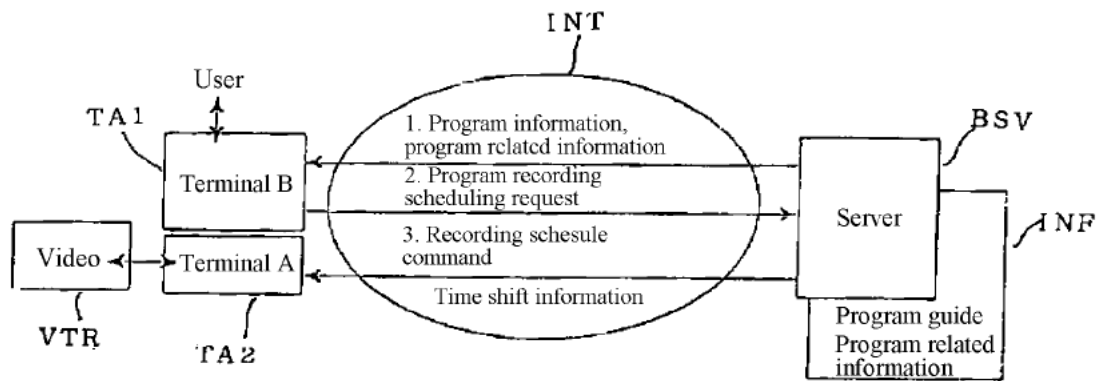 INT
User
TA1
1. Program information,
program related information
BSV
Terminal B
2. Program recording
scheduling request
Server
INF
Video
Terminal A
3. Recording schesule
command
Time shift information
VTR
TA2
Program guide
Program related
information